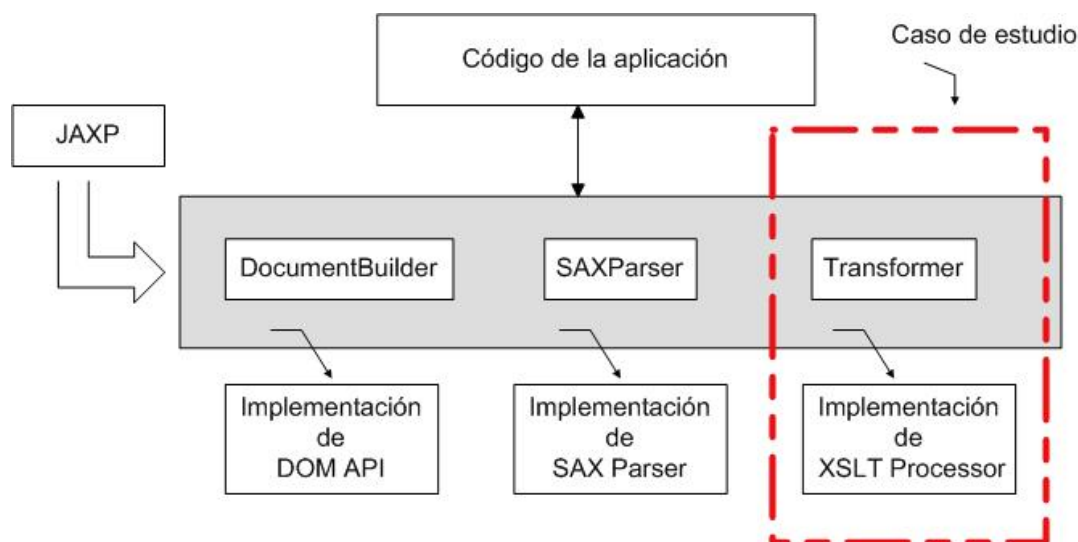 Código de la aplicación
Caso de estudio
JAXP
DocumentBuilder
SAXParser
Transformer
Implementación
de
DOM API
Implementación
de
SAX Parser
Implementación
de
XSLT Processor